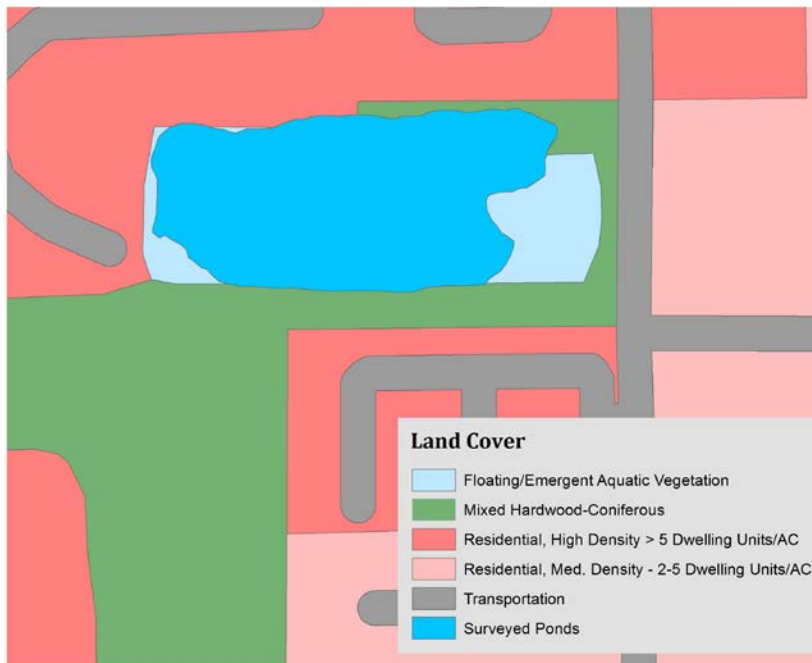 Land Cover
Floating/Emergent Aquatic Vegetation
Mixed Hardwood-Coniferous
Residential, High Density > 5 Dwelling Units/AC
Residential, Med. Density - 2-5 Dwelling Units/AC
Transportation
Surveyed Ponds